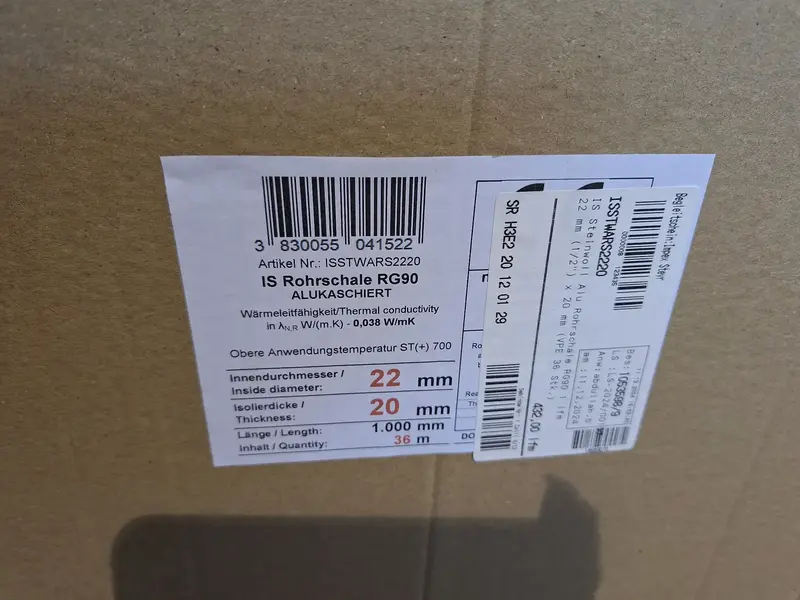 3 830055 041522
Artikel Nr.: ISSTWARS2220
IS Rohrschale RG90
ALUKASCHIERT
Wärmeleitfähigkeit/Thermal conductivity
in λN,R W/(m.K) - 0,038 W/mK
Obere Anwendungstemperatur ST(+) 700
Innendurchmesser /
Inside diameter: 22 mm
Isolierdicke /
Thickness: 20 mm
Länge / Length: 1.000 mm
Inhalt / Quantity: 36 m
Begleitschein:Impex Steyr
ISSTWARS2220
IS Steinwoll Alu Rohrschale RG90 1 lfm
22 mm (1/2") x 20 mm (VPE 36 Stk.)
SR H3E2 20 12 01 29
432,00 lfm